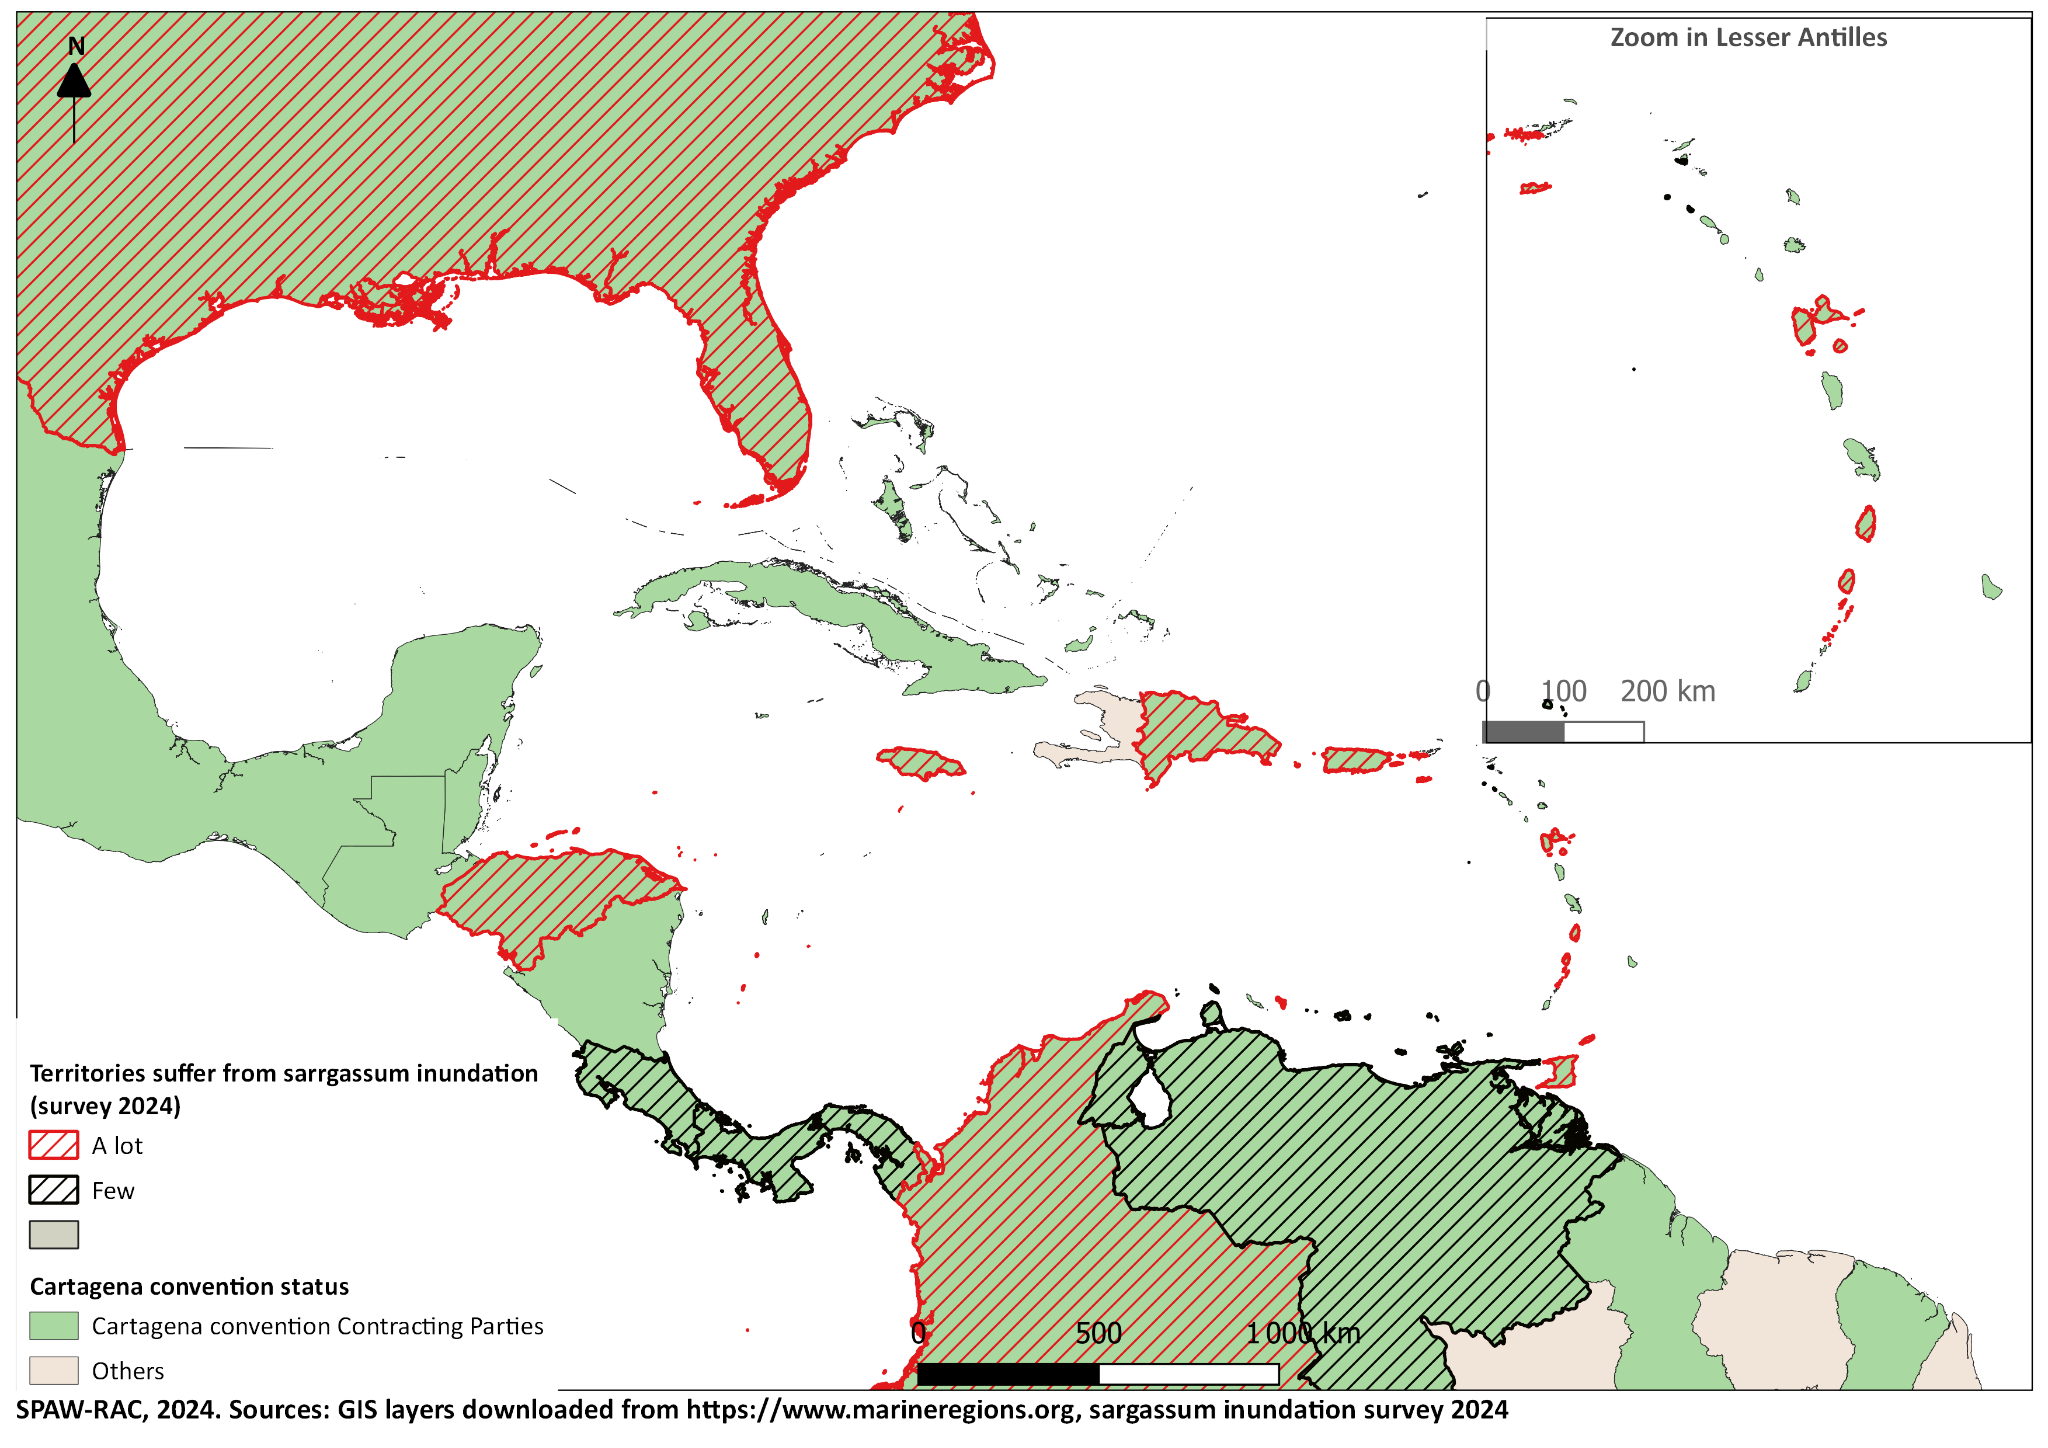 N
Zoom in Lesser Antilles
0 100 200 km
Territories suffer from sarrgassum inundation
(survey 2024)
A lot
Few
Cartagena convention status
Cartagena convention Contracting Parties
Others
0 500 1 000 km
SPAW-RAC, 2024. Sources: GIS layers downloaded from https://www.marineregions.org, sargassum inundation survey 2024